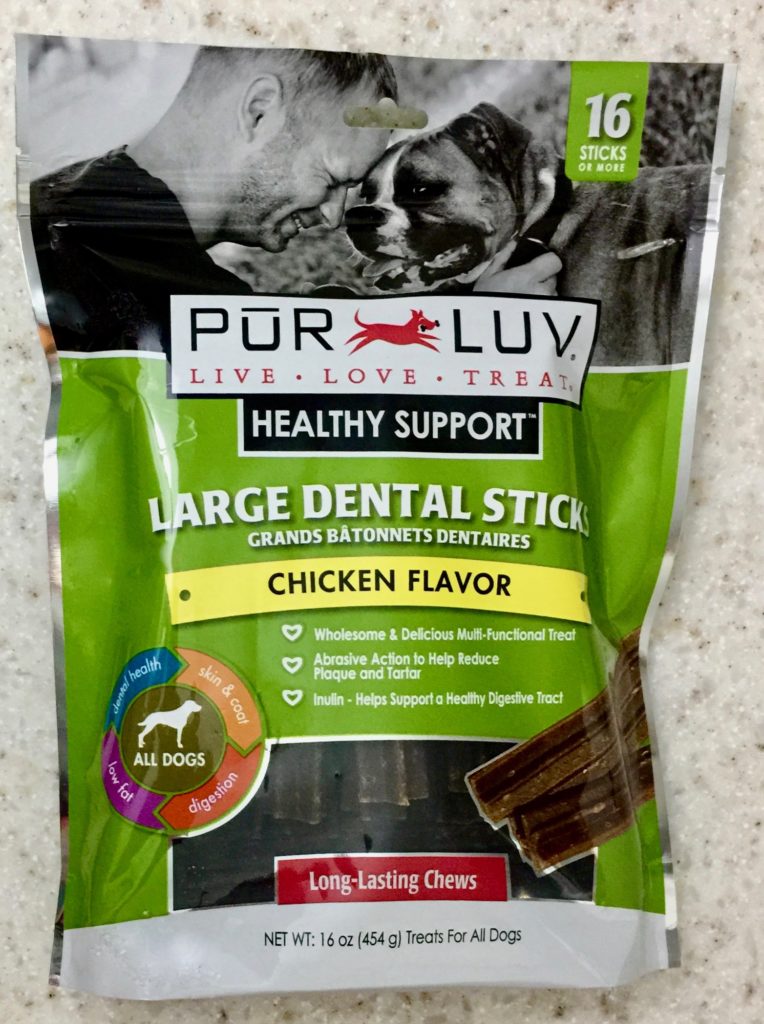 16
STICKS
OR MORE
PŪR LUV®
LIVE · LOVE · TREAT®
HEALTHY SUPPORT™
LARGE DENTAL STICKS
GRANDS BÂTONNETS DENTAIRES
CHICKEN FLAVOR
Wholesome & Delicious Multi-Functional Treat
Abrasive Action to Help Reduce
Plaque and Tartar
Inulin - Helps Support a Healthy Digestive Tract
dental health
skin & coat
ALL DOGS
low fat
digestion
Long-Lasting Chews
NET WT: 16 oz (454 g) Treats For All Dogs